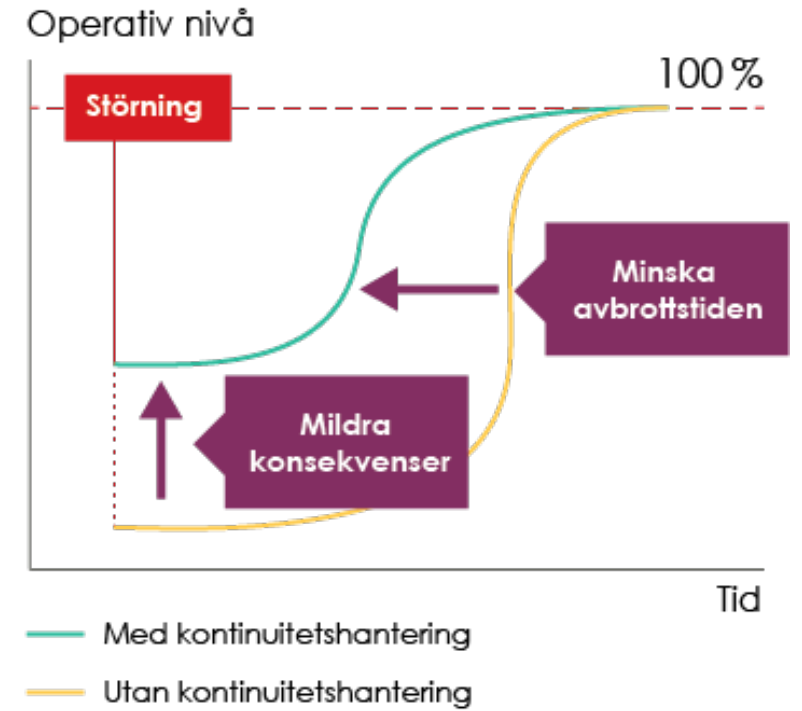 Operativ nivå
100 %
Störning
Minska
avbrottstiden
Mildra
konsekvenser
Tid
Med kontinuitetshantering
Utan kontinuitetshantering